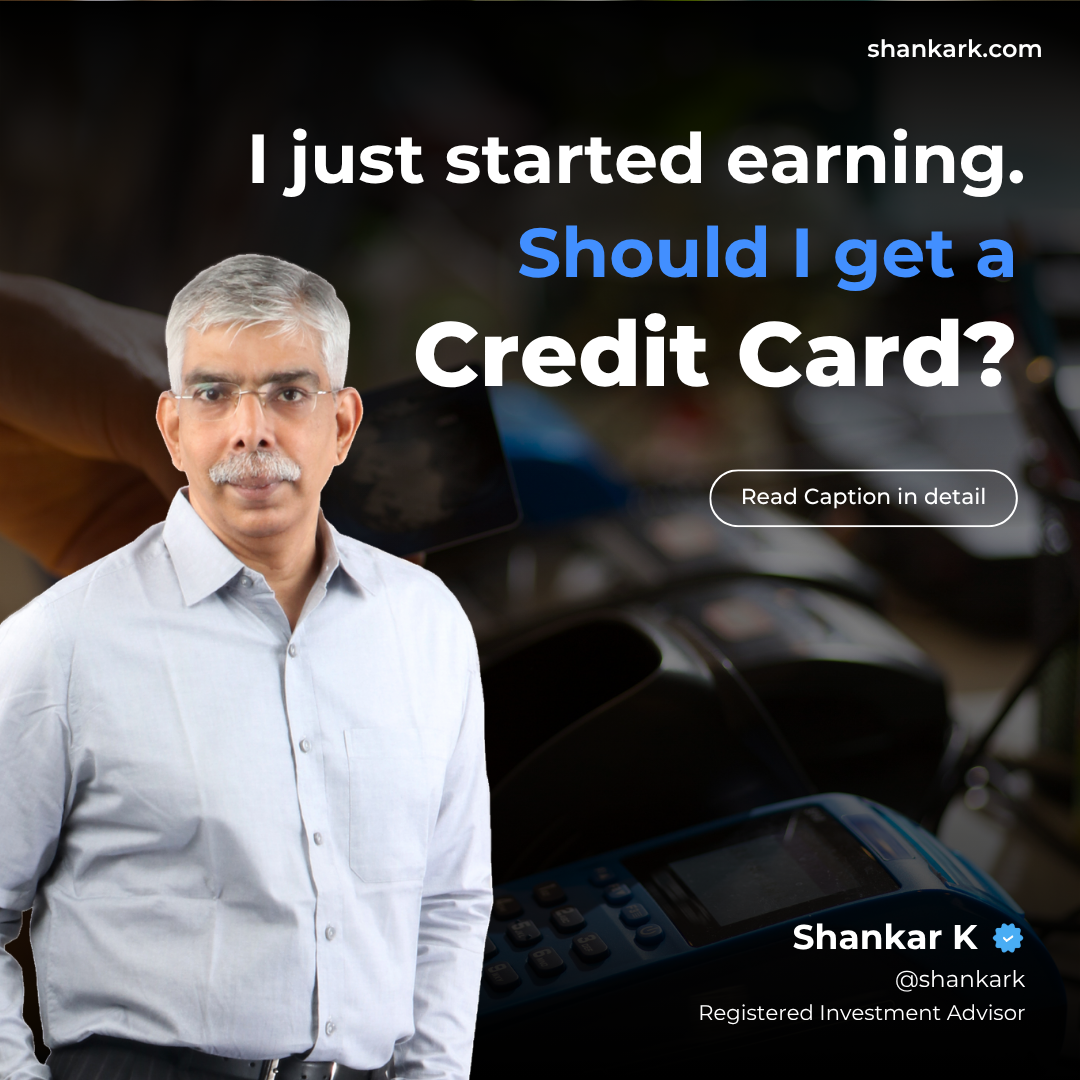 shankark.com
I just started earning.
Should I get a
Credit Card?
Read Caption in detail
Shankar K
@shankark
Registered Investment Advisor